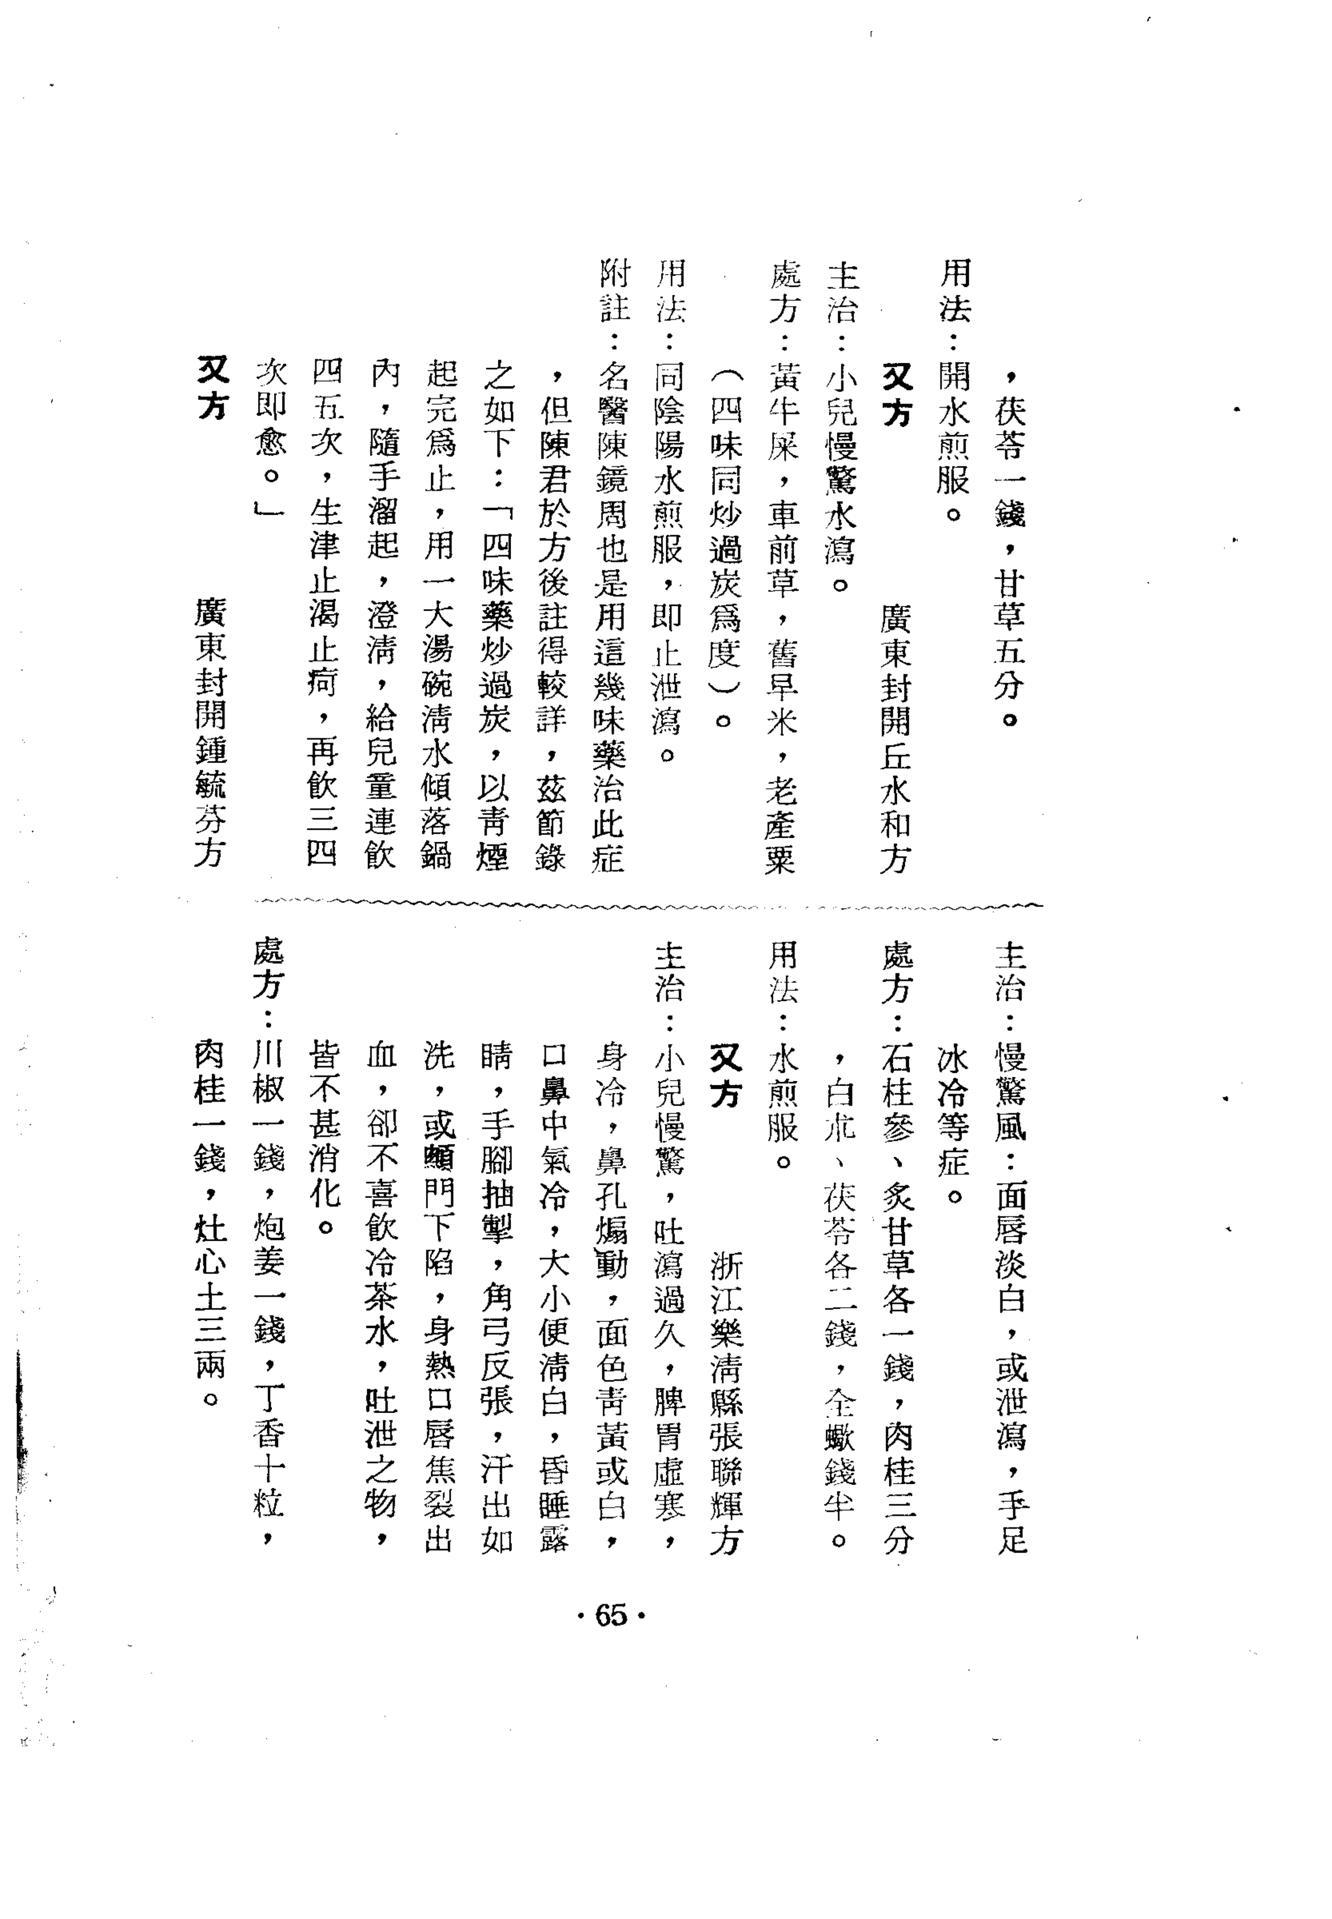 ，茯苓一錢，甘草五分。
用法：開水煎服。
又方　廣東封開丘水和方
主治：小兒慢驚水瀉。
處方：黃牛屎，車前草，舊早米，老產粟
（四味同炒過炭爲度）。
用法：同陰陽水煎服，即止泄瀉。
附註：名醫陳鏡周也是用這幾味藥治此症
，但陳君於方後註得較詳，茲節錄
之如下：「四味藥炒過炭，以靑煙
起完爲止，用一大湯碗淸水傾落鍋
內，隨手溜起，澄淸，給兒童連飲
四五次，生津止渴止疴，再飲三四
次即愈。」
又方　廣東封開鍾毓芬方
主治：慢驚風：面唇淡白，或泄瀉，手足
冰冷等症。
處方：石柱參、炙甘草各一錢，肉桂三分
，白朮、茯苓各二錢，全蠍錢半。
用法：水煎服。
又方　浙江樂淸縣張聯輝方
主治：小兒慢驚，吐瀉過久，脾胃虛寒，
身冷，鼻孔煽動，面色靑黃或白，
口鼻中氣冷，大小便淸白，昏睡露
睛，手腳抽掣，角弓反張，汗出如
洗，或顖門下陷，身熱口唇焦裂出
血，卻不喜飲冷茶水，吐泄之物，
皆不甚消化。
處方：川椒一錢，炮姜一錢，丁香十粒，
肉桂一錢，灶心土三兩。
·65·